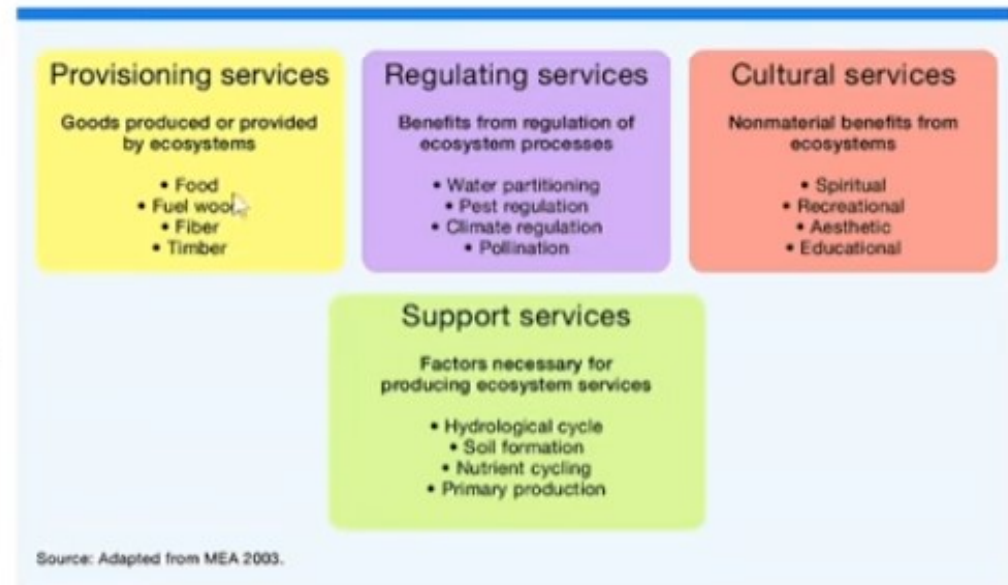 Provisioning services
Goods produced or provided
by ecosystems
• Food
• Fuel wood
• Fiber
• Timber
Regulating services
Benefits from regulation of
ecosystem processes
• Water partitioning
• Pest regulation
• Climate regulation
• Pollination
Cultural services
Nonmaterial benefits from
ecosystems
• Spiritual
• Recreational
• Aesthetic
• Educational
Support services
Factors necessary for
producing ecosystem services
• Hydrological cycle
• Soil formation
• Nutrient cycling
• Primary production
Source: Adapted from MEA 2003.